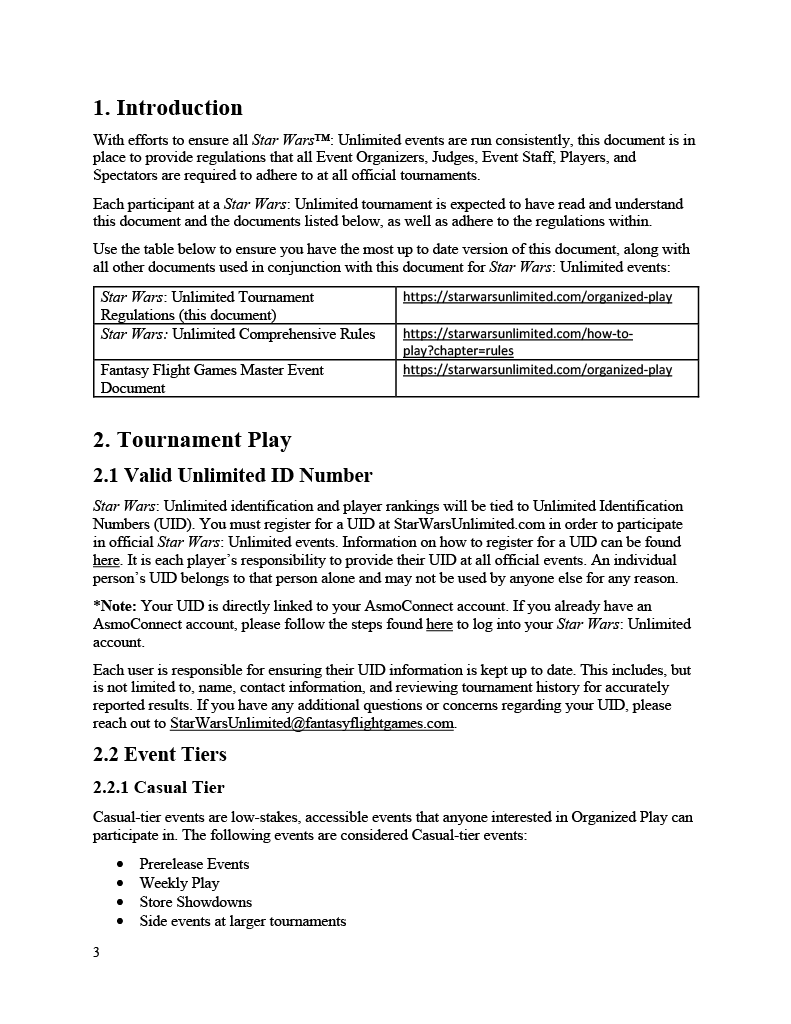 1. Introduction
With efforts to ensure all Star Wars™: Unlimited events are run consistently, this document is in
place to provide regulations that all Event Organizers, Judges, Event Staff, Players, and
Spectators are required to adhere to at all official tournaments.
Each participant at a Star Wars: Unlimited tournament is expected to have read and understand
this document and the documents listed below, as well as adhere to the regulations within.
Use the table below to ensure you have the most up to date version of this document, along with
all other documents used in conjunction with this document for Star Wars: Unlimited events:
Star Wars: Unlimited Tournament
Regulations (this document)
https://starwarsunlimited.com/organized-play
Star Wars: Unlimited Comprehensive Rules
https://starwarsunlimited.com/how-to-
play?chapter=rules
Fantasy Flight Games Master Event
Document
https://starwarsunlimited.com/organized-play
2. Tournament Play
2.1 Valid Unlimited ID Number
Star Wars: Unlimited identification and player rankings will be tied to Unlimited Identification
Numbers (UID). You must register for a UID at StarWarsUnlimited.com in order to participate
in official Star Wars: Unlimited events. Information on how to register for a UID can be found
here. It is each player’s responsibility to provide their UID at all official events. An individual
person’s UID belongs to that person alone and may not be used by anyone else for any reason.
*Note: Your UID is directly linked to your AsmoConnect account. If you already have an
AsmoConnect account, please follow the steps found here to log into your Star Wars: Unlimited
account.
Each user is responsible for ensuring their UID information is kept up to date. This includes, but
is not limited to, name, contact information, and reviewing tournament history for accurately
reported results. If you have any additional questions or concerns regarding your UID, please
reach out to StarWarsUnlimited@fantasyflightgames.com.
2.2 Event Tiers
2.2.1 Casual Tier
Casual-tier events are low-stakes, accessible events that anyone interested in Organized Play can
participate in. The following events are considered Casual-tier events:
• Prerelease Events
• Weekly Play
• Store Showdowns
• Side events at larger tournaments
3